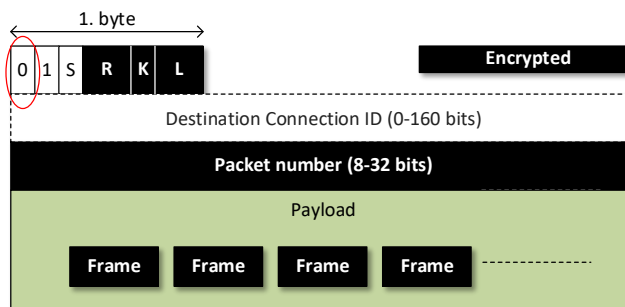 1. byte
0 1 S R K L
Encrypted
Destination Connection ID (0-160 bits)
Packet number (8-32 bits)
Payload
Frame Frame Frame Frame